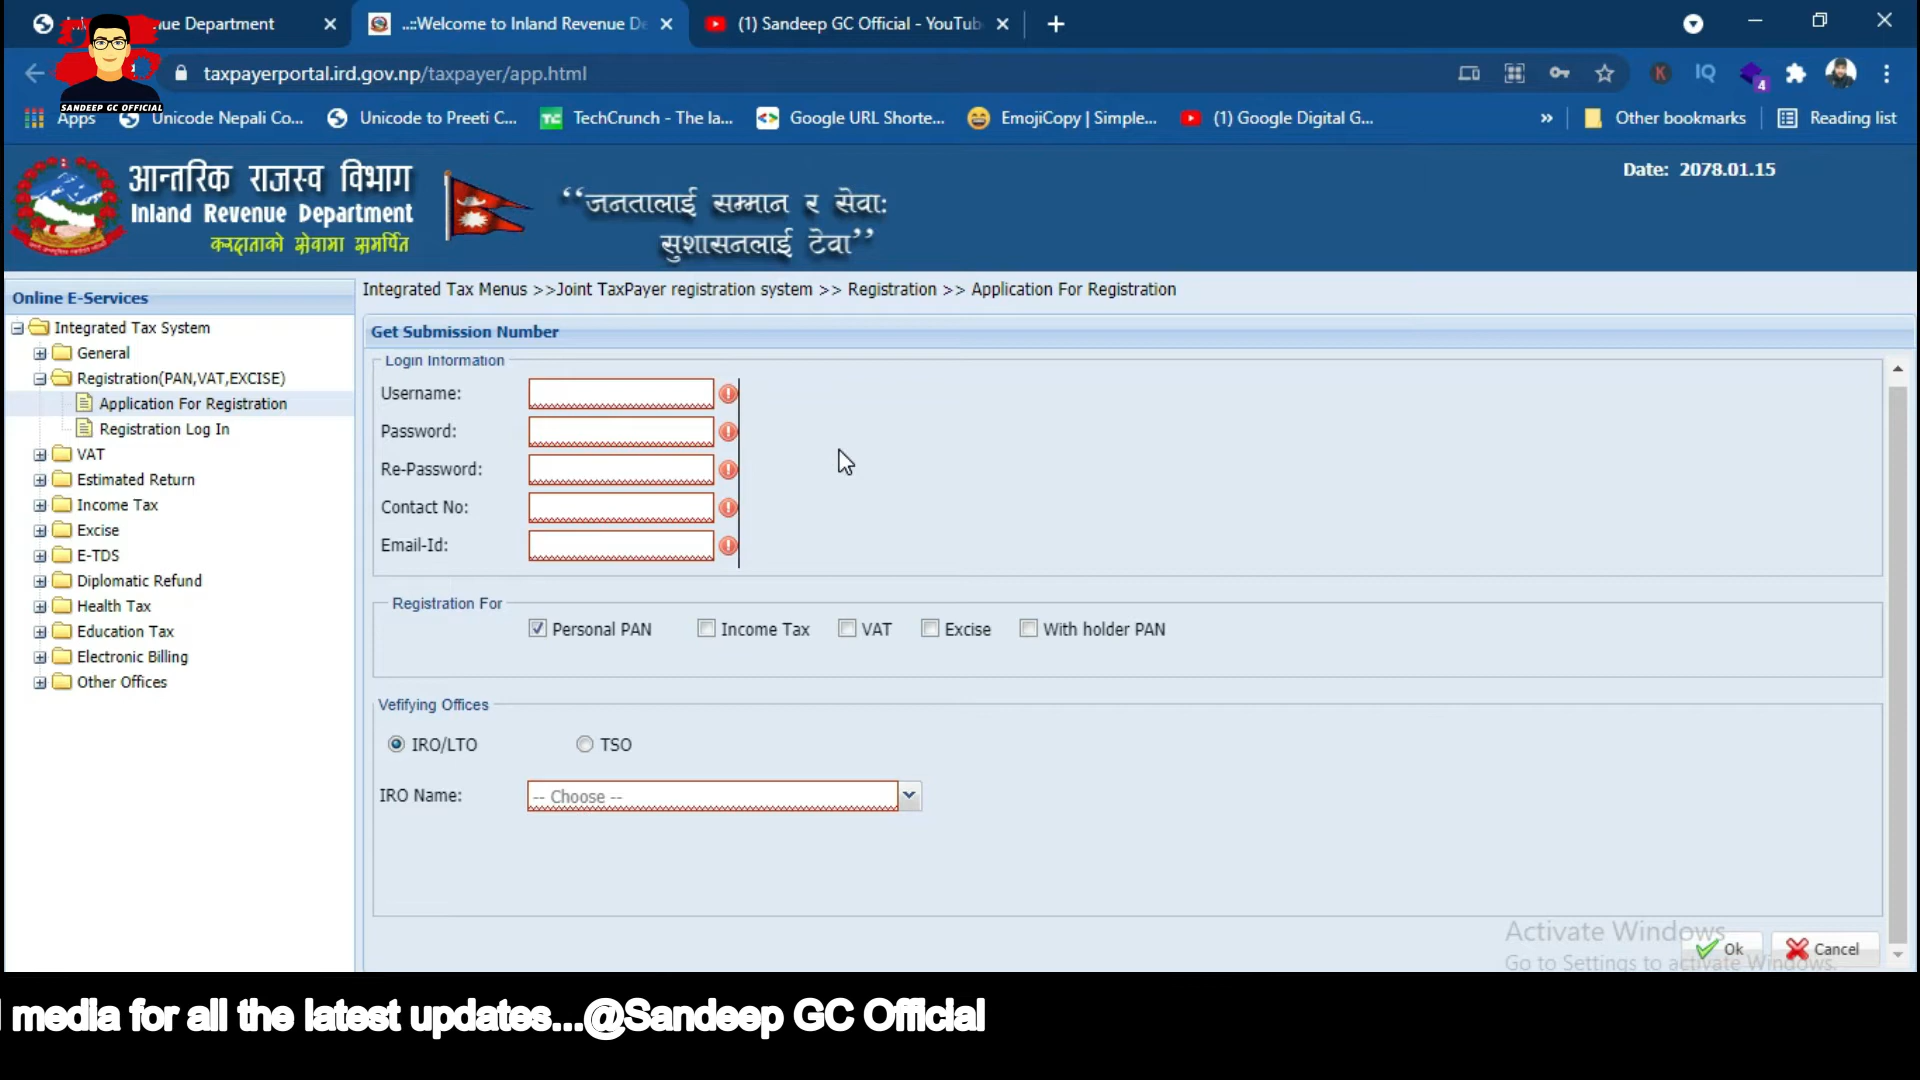 nue Department
..::Welcome to Inland Revenue De
(1) Sandeep GC Official - YouTub
taxpayerportal.ird.gov.np/taxpayer/app.html
K
IQ
4
SANDEEP GC OFFICIAL
Apps
Unicode Nepali Co...
Unicode to Preeti C...
TechCrunch - The la...
Google URL Shorte...
EmojiCopy | Simple...
(1) Google Digital G...
»
Other bookmarks
Reading list
आन्तरिक राजस्व विभाग
Inland Revenue Department
करदाताको सेवामा समर्पित
“जनतालाई सम्मान र सेवा:
सुशासनलाई टेवा”
Date: 2078.01.15
Online E-Services
Integrated Tax System
General
Registration(PAN,VAT,EXCISE)
Application For Registration
Registration Log In
VAT
Estimated Return
Income Tax
Excise
E-TDS
Diplomatic Refund
Health Tax
Education Tax
Electronic Billing
Other Offices
Integrated Tax Menus >>Joint TaxPayer registration system >> Registration >> Application For Registration
Get Submission Number
Login Information
Username:
Password:
Re-Password:
Contact No:
Email-Id:
Registration For
Personal PAN
Income Tax
VAT
Excise
With holder PAN
Vefifying Offices
IRO/LTO
TSO
IRO Name:
-- Choose --
Activate Windows
Go to Settings to activate Windows.
Ok
Cancel
media for all the latest updates...@Sandeep GC Official